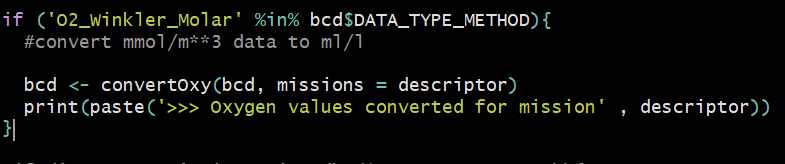 if ('O2_Winkler_Molar' %in% bcd$DATA_TYPE_METHOD){
  #convert mmol/m**3 data to ml/l

  bcd <- convertOxy(bcd, missions = descriptor)
  print(paste('>>> Oxygen values converted for mission' , descriptor))
}